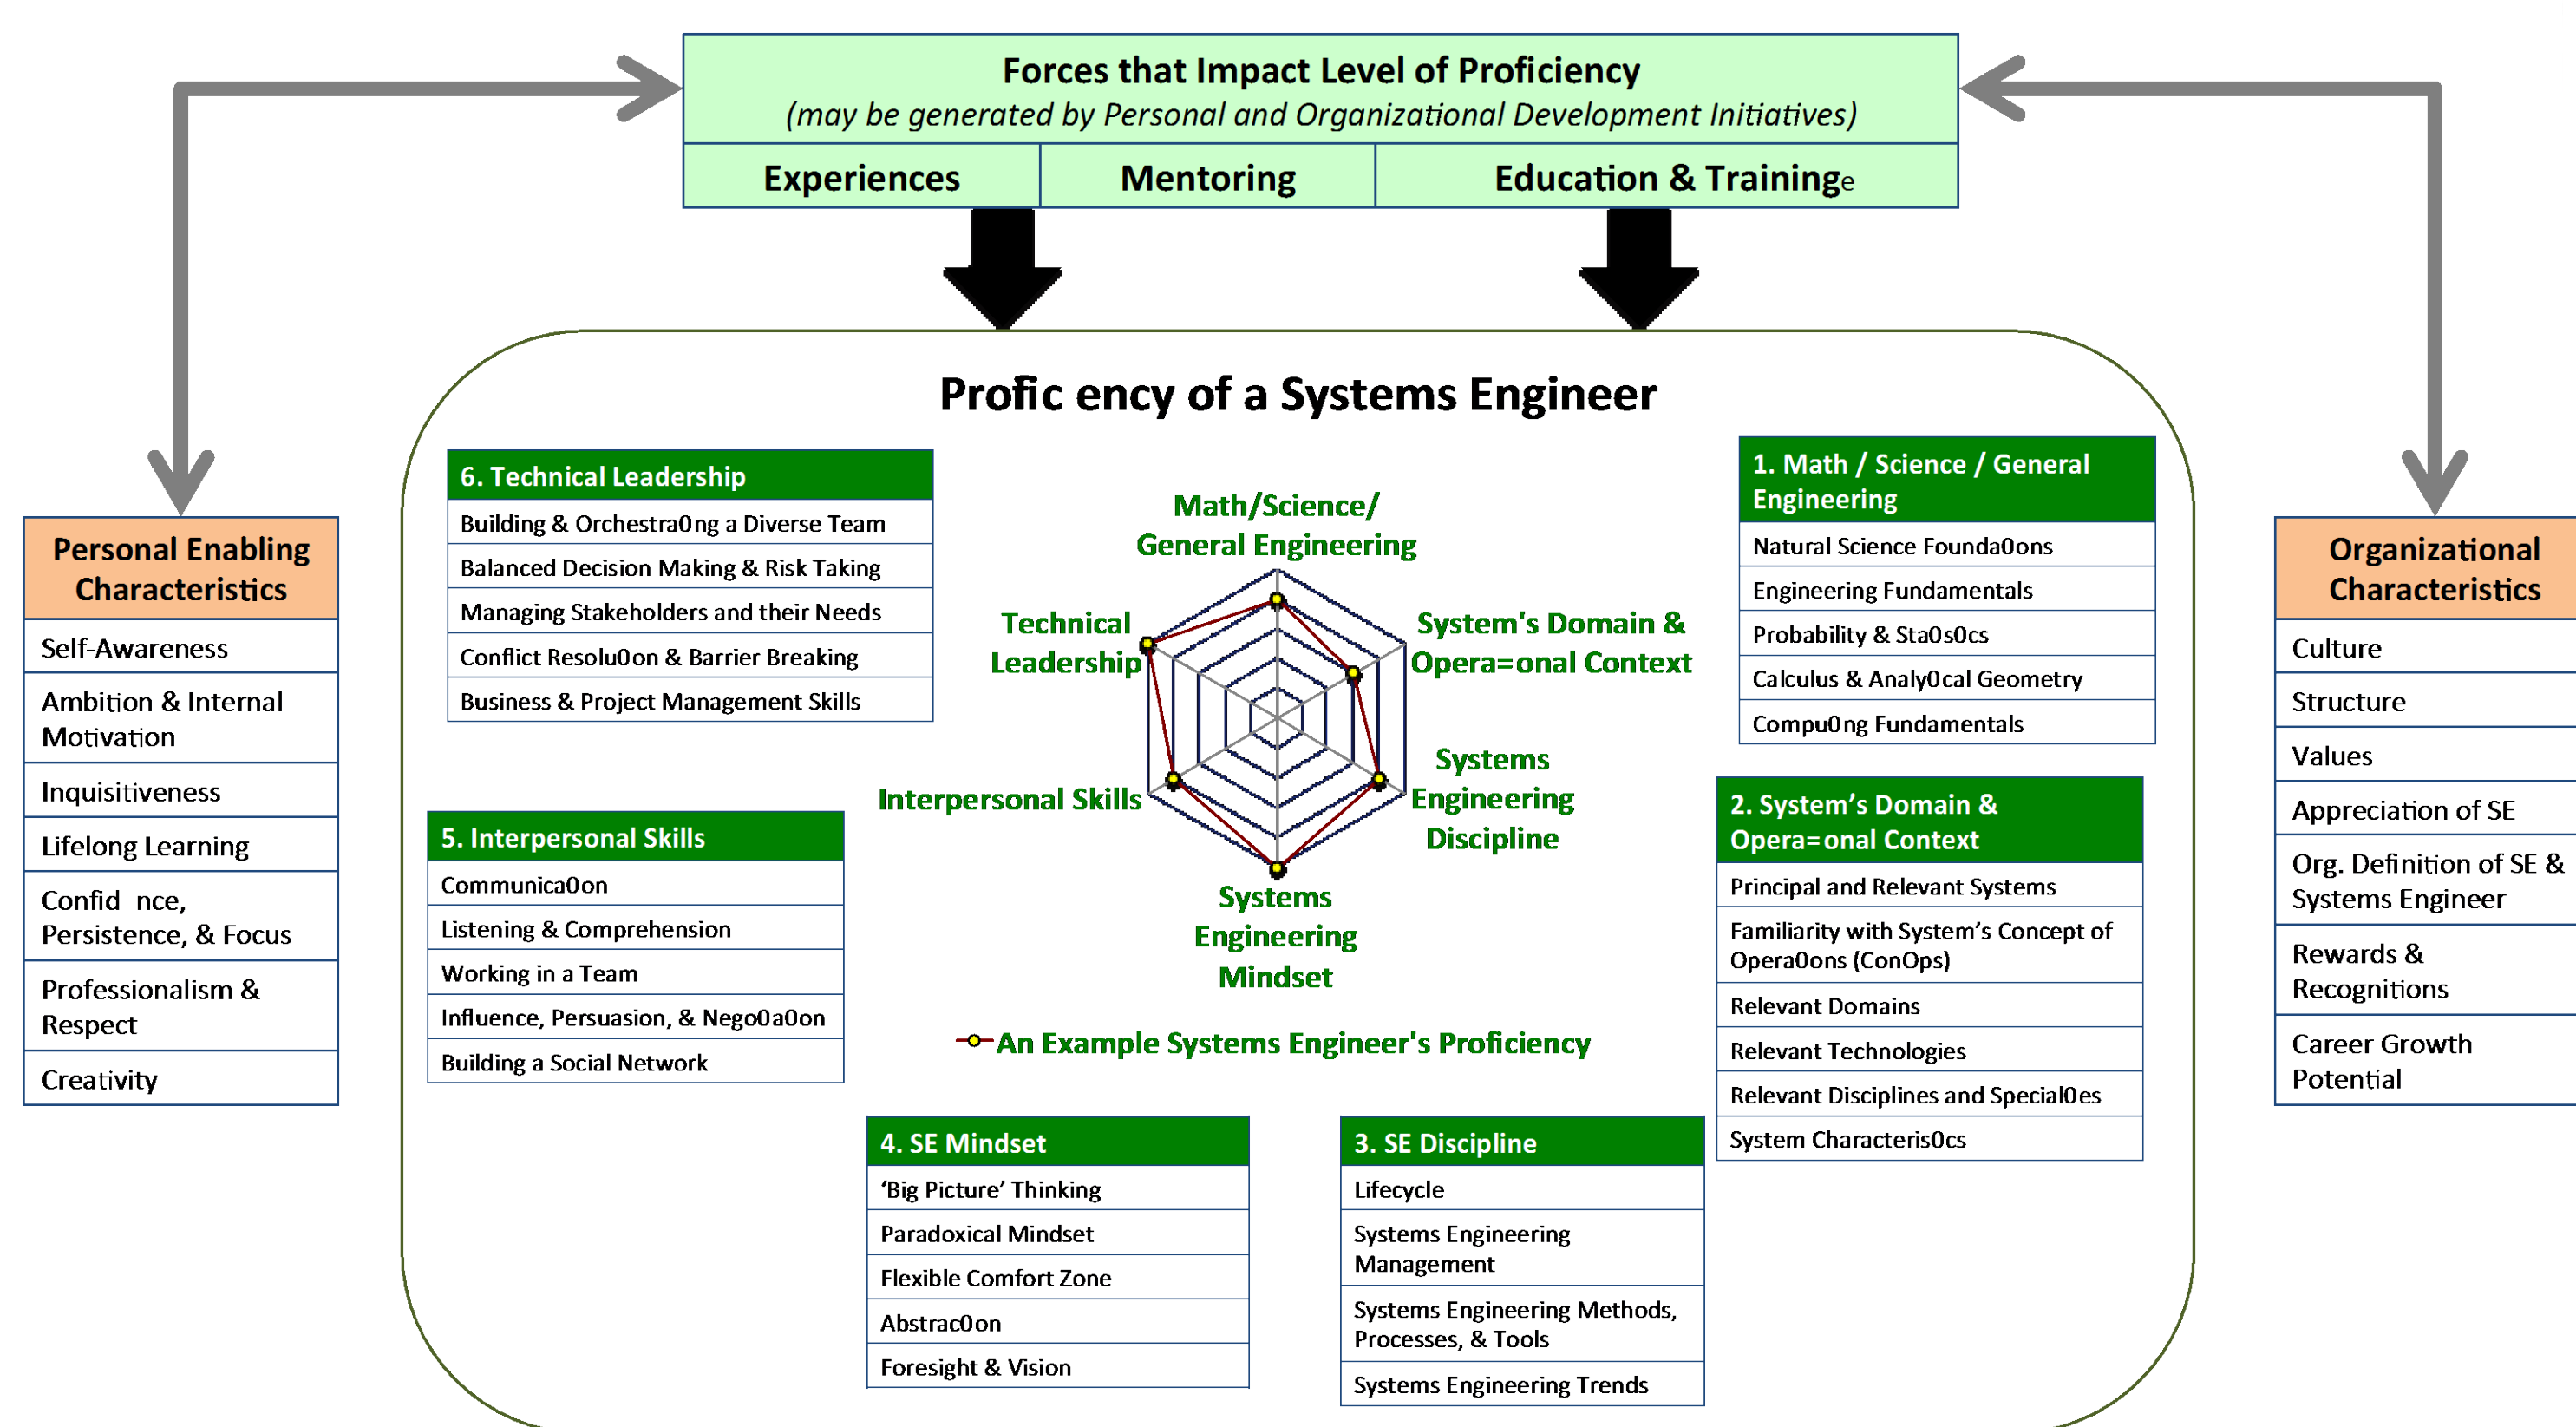 Forces that Impact Level of Proficiency
(may be generated by Personal and Organizational Development Initiatives)
Experiences
Mentoring
Education & Traininge
Profic ency of a Systems Engineer
Personal Enabling
Characteristics
Self-Awareness
Ambition & Internal
Motivation
Inquisitiveness
Lifelong Learning
Confid nce,
Persistence, & Focus
Professionalism &
Respect
Creativity
6. Technical Leadership
Building & Orchestra0ng a Diverse Team
Balanced Decision Making & Risk Taking
Managing Stakeholders and their Needs
Conflict Resolu0on & Barrier Breaking
Business & Project Management Skills
5. Interpersonal Skills
Communica0on
Listening & Comprehension
Working in a Team
Influence, Persuasion, & Nego0a0on
Building a Social Network
Math/Science/
General Engineering
Technical
Leadership
System's Domain &
Opera=onal Context
Interpersonal Skills
Systems
Engineering
Discipline
Systems
Engineering
Mindset
An Example Systems Engineer's Proficiency
4. SE Mindset
‘Big Picture’ Thinking
Paradoxical Mindset
Flexible Comfort Zone
Abstrac0on
Foresight & Vision
3. SE Discipline
Lifecycle
Systems Engineering
Management
Systems Engineering Methods,
Processes, & Tools
Systems Engineering Trends
1. Math / Science / General
Engineering
Natural Science Founda0ons
Engineering Fundamentals
Probability & Sta0s0cs
Calculus & Analy0cal Geometry
Compu0ng Fundamentals
2. System’s Domain &
Opera=onal Context
Principal and Relevant Systems
Familiarity with System’s Concept of
Opera0ons (ConOps)
Relevant Domains
Relevant Technologies
Relevant Disciplines and Special0es
System Characteris0cs
Organizational
Characteristics
Culture
Structure
Values
Appreciation of SE
Org. Definition of SE &
Systems Engineer
Rewards &
Recognitions
Career Growth
Potential